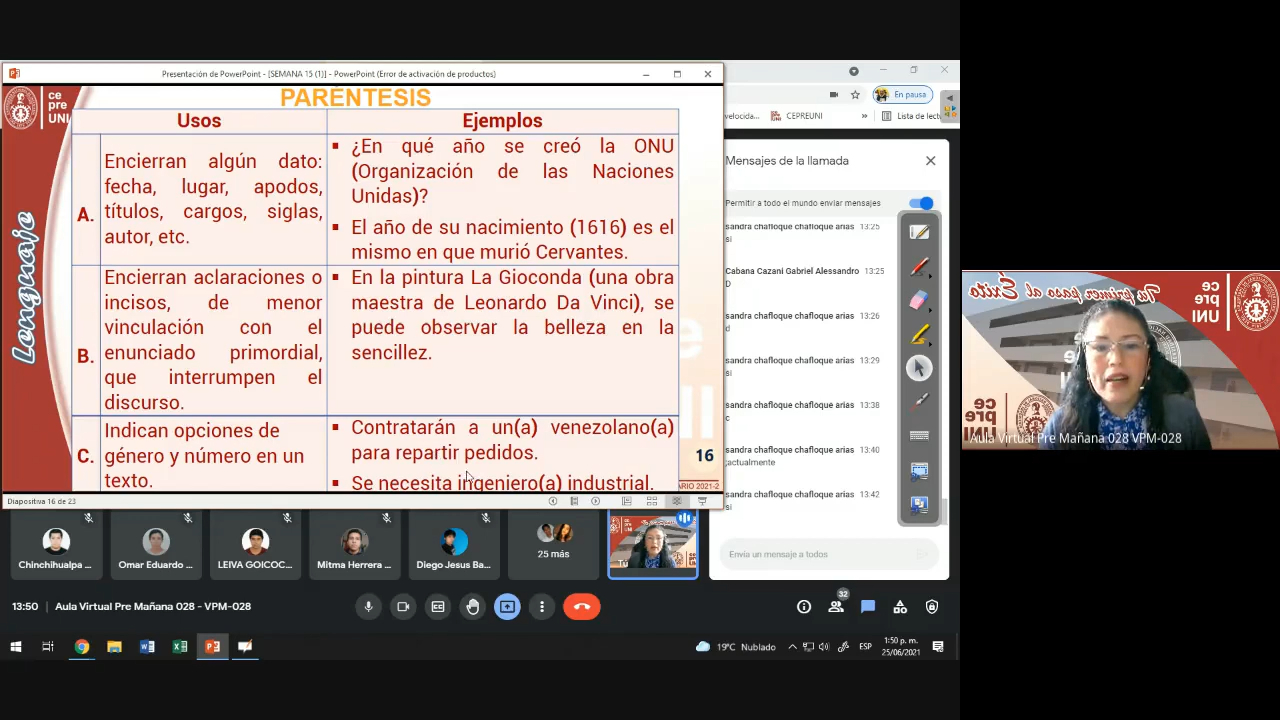 Presentación de PowerPoint - [SEMANA 15 (1)] - PowerPoint (Error de activación de productos)
ce
pre
UNI
PARÉNTESIS
Usos
Ejemplos
Lenguaje
A.
Encierran algún dato:
fecha, lugar, apodos,
títulos, cargos, siglas,
autor, etc.
▪ ¿En qué año se creó la ONU
(Organización de las Naciones
Unidas)?
▪ El año de su nacimiento (1616) es el
mismo en que murió Cervantes.
B.
Encierran aclaraciones o
incisos, de menor
vinculación con el
enunciado primordial,
que interrumpen el
discurso.
▪ En la pintura La Gioconda (una obra
maestra de Leonardo Da Vinci), se
puede observar la belleza en la
sencillez.
C.
Indican opciones de
género y número en un
texto.
▪ Contratarán a un(a) venezolano(a)
para repartir pedidos.
▪ Se necesita ingeniero(a) industrial.
16
ARIO 2021-2
Diapositiva 16 de 23
En pausa
velocida...
CEPREUNI
»
Lista de lect
Mensajes de la llamada
Permitir a todo el mundo enviar mensajes
sandra chafloque chafloque arias 13:25
si
Cabana Cazani Gabriel Alessandro 13:25
D
sandra chafloque chafloque arias 13:26
d
sandra chafloque chafloque arias 13:29
si
sandra chafloque chafloque arias 13:38
c
sandra chafloque chafloque arias 13:40
;actualmente
sandra chafloque chafloque arias 13:42
si
Envía un mensaje a todos
Chinchihualpa ...
Omar Eduardo ...
LEIVA GOICOC...
Mitma Herrera ...
Diego Jesus Ba...
25 más
13:50 | Aula Virtual Pre Mañana 028 - VPM-028
32
19°C Nublado
ESP
1:50 p. m.
25/06/2021
Tu primer paso al Éxito
ce
pre
UNI
ce
pre
UNI
Aula Virtual Pre Mañana 028 VPM-028